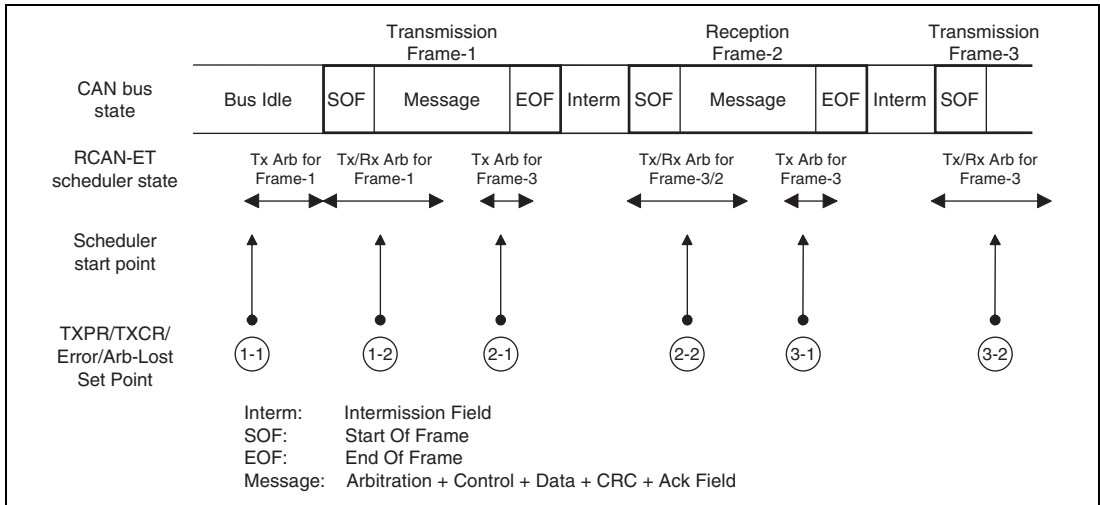 Transmission
Frame-1
Reception
Frame-2
Transmission
Frame-3
CAN bus
state
Bus Idle
SOF
Message
EOF
Interm
SOF
Message
EOF
Interm
SOF
RCAN-ET
scheduler state
Tx Arb for
Frame-1
Tx/Rx Arb for
Frame-1
Tx Arb for
Frame-3
Tx/Rx Arb for
Frame-3/2
Tx Arb for
Frame-3
Tx/Rx Arb for
Frame-3
Scheduler
start point
TXPR/TXCR/
Error/Arb-Lost
Set Point
1-1
1-2
2-1
2-2
3-1
3-2
Interm: Intermission Field
SOF: Start Of Frame
EOF: End Of Frame
Message: Arbitration + Control + Data + CRC + Ack Field